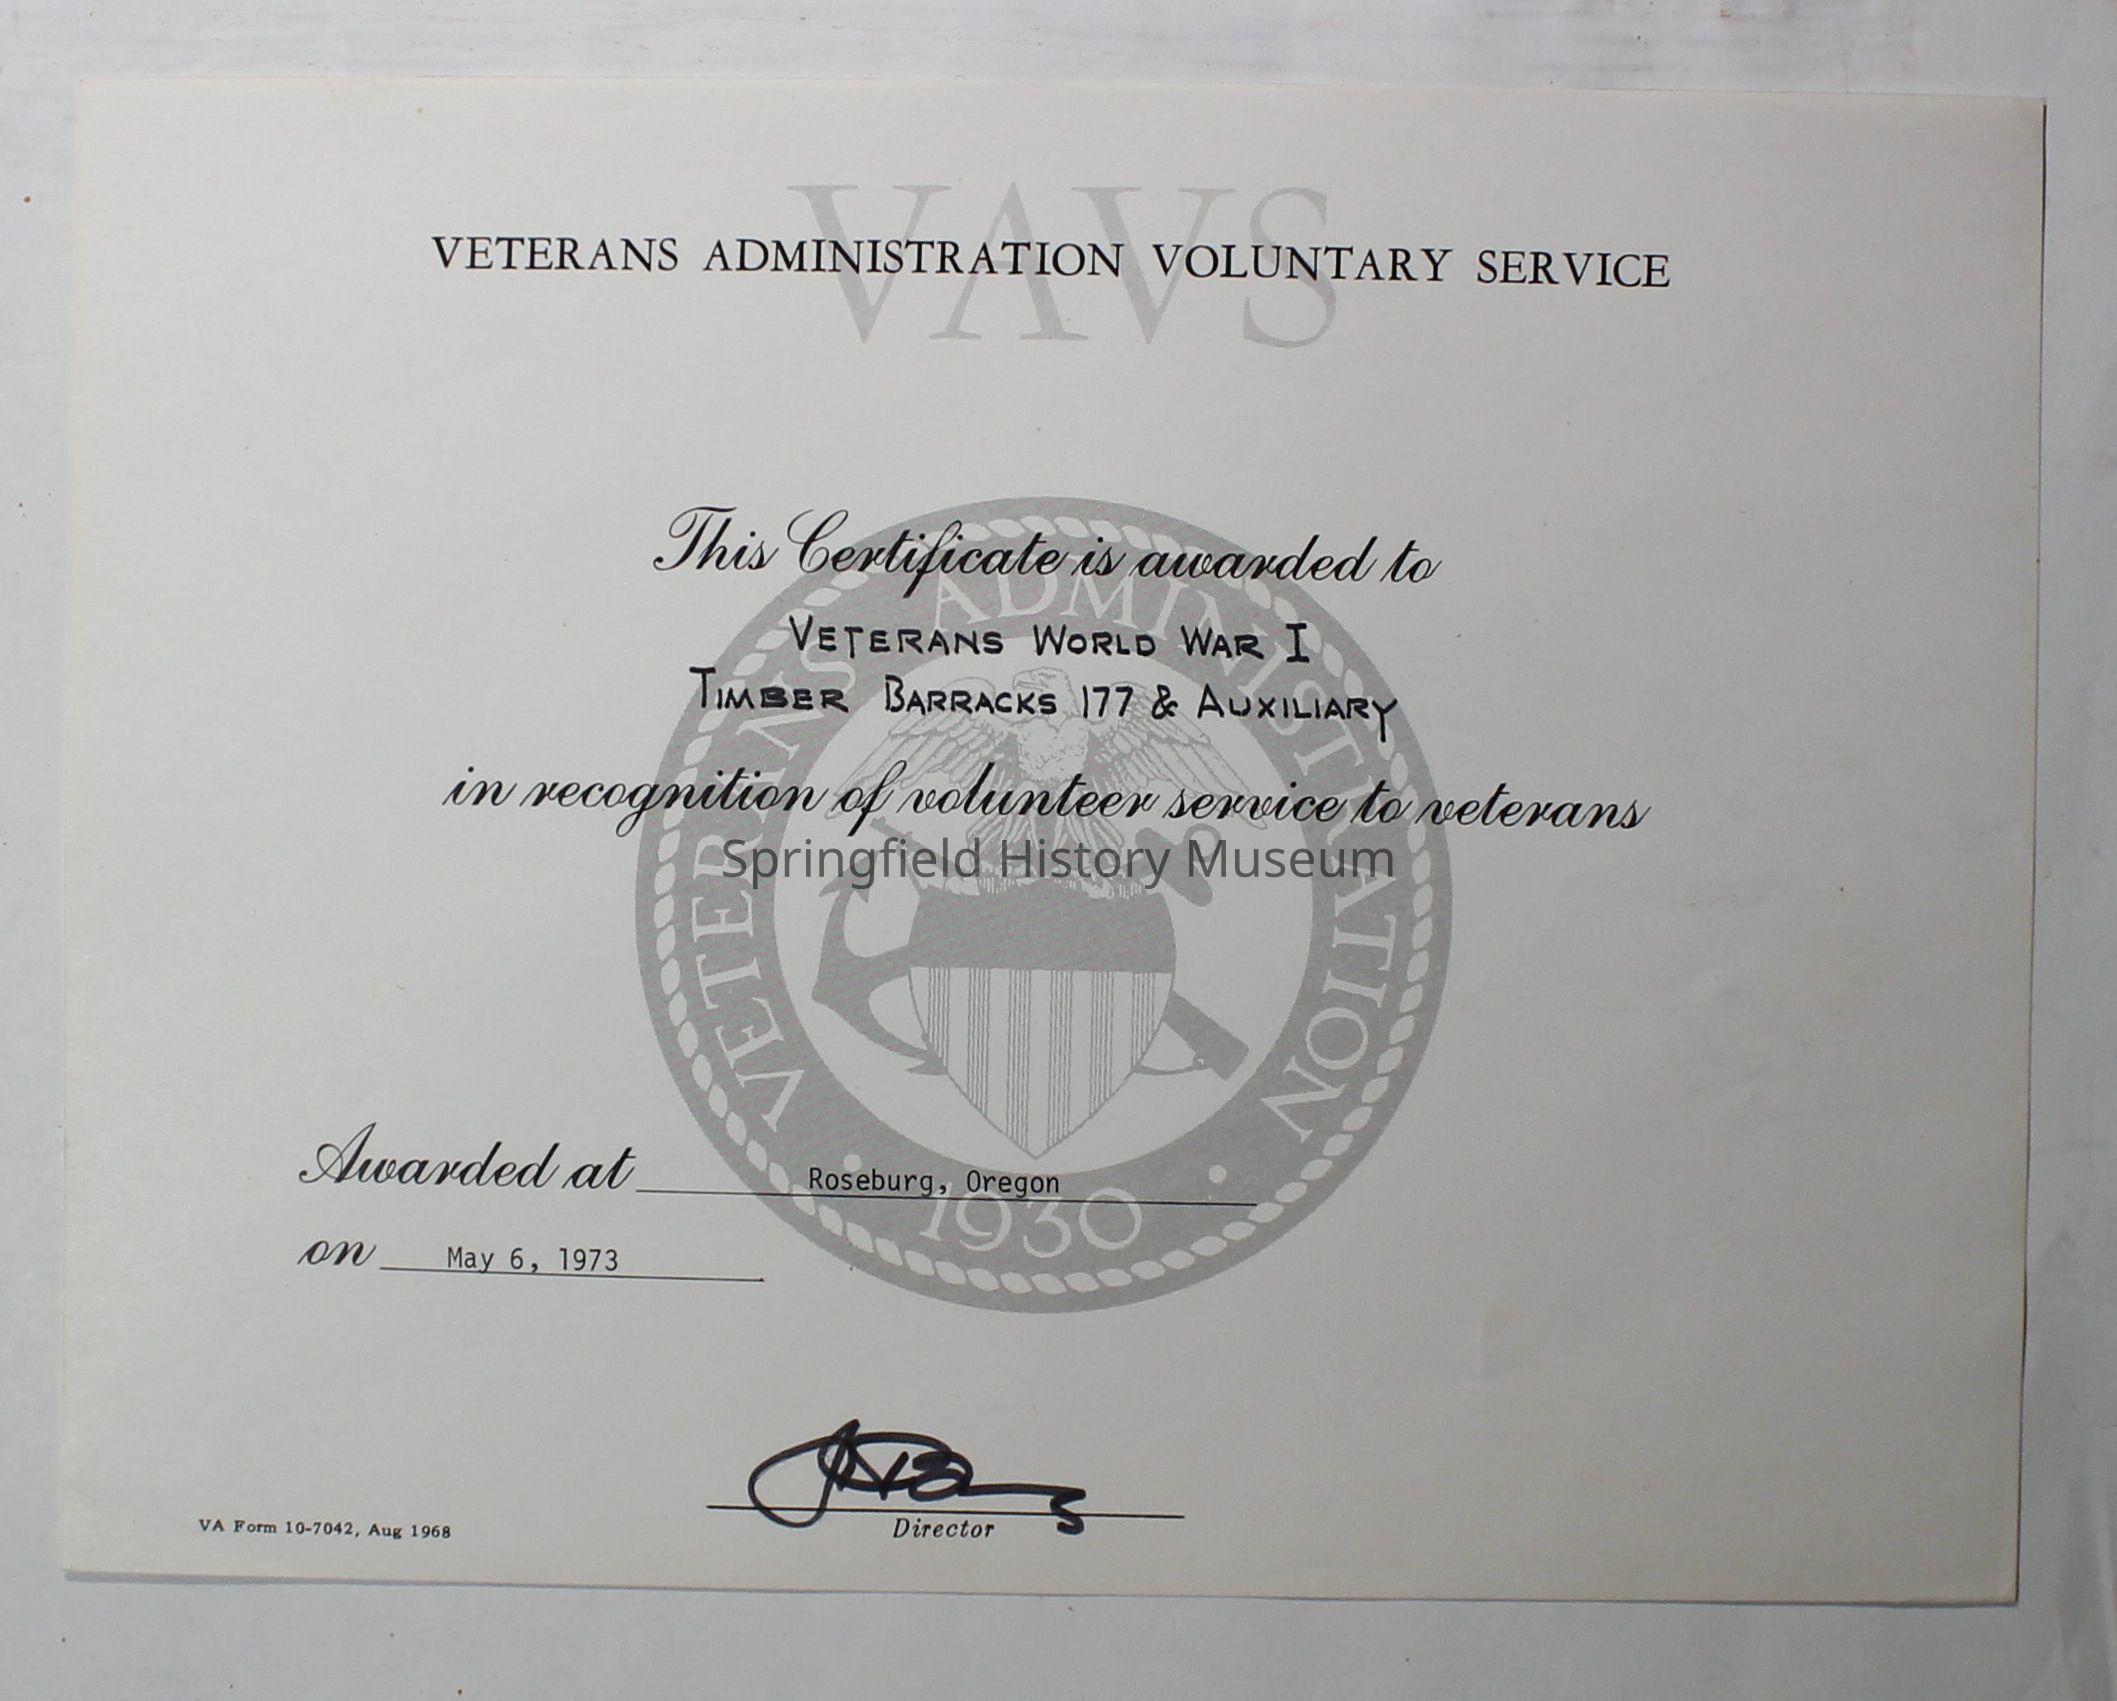 VAVS
VETERANS ADMINISTRATION VOLUNTARY SERVICE
This Certificate is awarded to
VETERANS WORLD WAR I
TIMBER BARRACKS 177 & AUXILIARY
in recognition of volunteer service to veterans
Springfield History Museum
VETERANS ADMINISTRATION
1930
Awarded at Roseburg, Oregon
on May 6, 1973
Director
VA Form 10-7042, Aug 1968